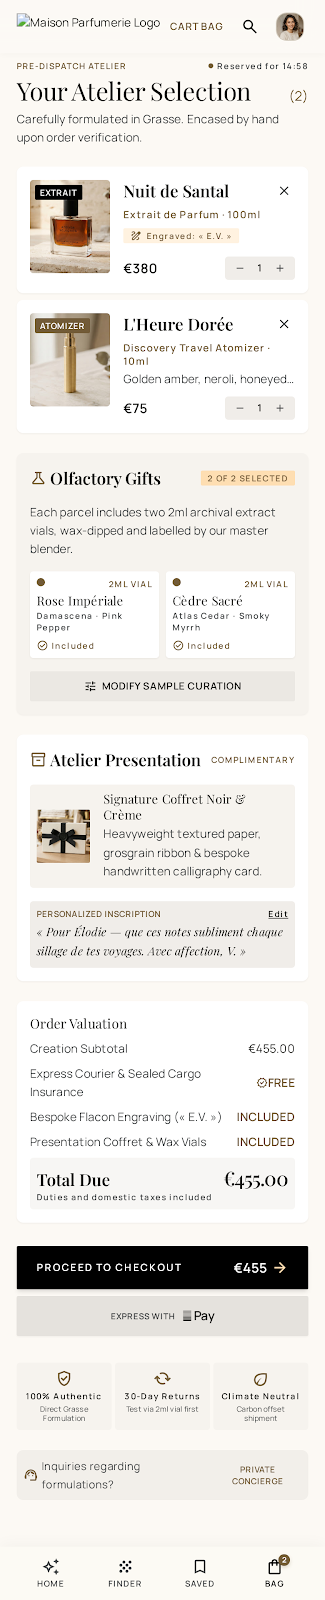 Maison Parfumerie Logo
CART BAG
PRE-DISPATCH ATELIER
Reserved for 14:58
Your Atelier Selection
(2)
Carefully formulated in Grasse. Encased by hand
upon order verification.
EXTRAIT
Nuit de Santal
Extrait de Parfum · 100ml
Engraved: « E.V. »
€380
− 1 +
ATOMIZER
L'Heure Dorée
Discovery Travel Atomizer ·
10ml
Golden amber, neroli, honeyed...
€75
− 1 +
Olfactory Gifts
2 OF 2 SELECTED
Each parcel includes two 2ml archival extract
vials, wax-dipped and labelled by our master
blender.
2ML VIAL
Rose Impériale
Damascena · Pink
Pepper
Included
2ML VIAL
Cèdre Sacré
Atlas Cedar · Smoky
Myrrh
Included
MODIFY SAMPLE CURATION
Atelier Presentation
COMPLIMENTARY
Signature Coffret Noir &
Crème
Heavyweight textured paper,
grosgrain ribbon & bespoke
handwritten calligraphy card.
PERSONALIZED INSCRIPTION
Edit
« Pour Élodie — que ces notes subliment chaque
sillage de tes voyages. Avec affection, V. »
Order Valuation
Creation Subtotal
€455.00
Express Courier & Sealed Cargo
Insurance
FREE
Bespoke Flacon Engraving (« E.V. »)
INCLUDED
Presentation Coffret & Wax Vials
INCLUDED
Total Due
€455.00
Duties and domestic taxes included
PROCEED TO CHECKOUT
€455
EXPRESS WITH
Pay
100% Authentic
Direct Grasse
Formulation
30-Day Returns
Test via 2ml vial first
Climate Neutral
Carbon offset
shipment
Inquiries regarding
formulations?
PRIVATE
CONCIERGE
HOME
FINDER
SAVED
2
BAG